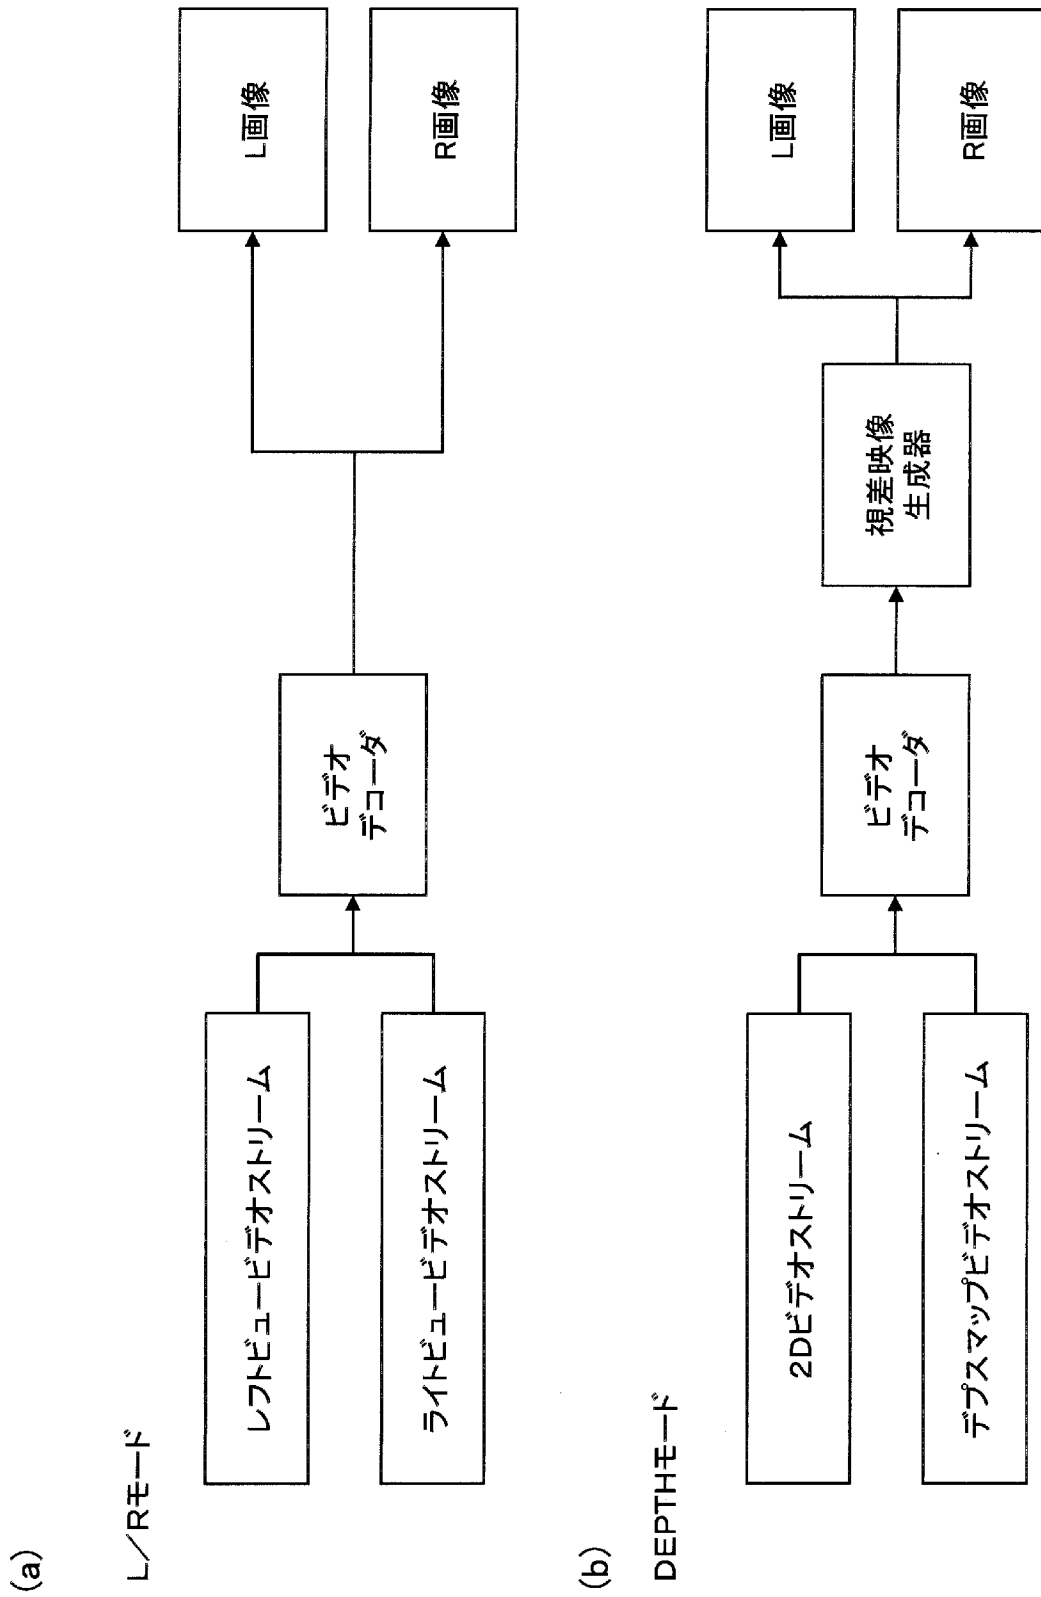 (a)
L／Rモード
レフトビュービデオストリーム
ライトビュービデオストリーム
ビデオ
デコーダ
L画像
R画像
(b)
DEPTHモード
2Dビデオストリーム
デプスマップビデオストリーム
ビデオ
デコーダ
視差映像
生成器
L画像
R画像